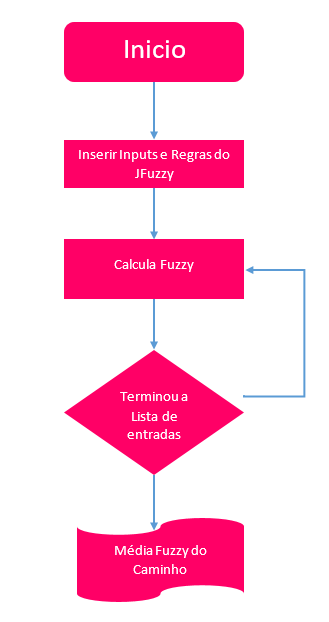 Inicio
Inserir Inputs e Regras do
JFuzzy
Calcula Fuzzy
Terminou a
Lista de
entradas
Média Fuzzy do
Caminho